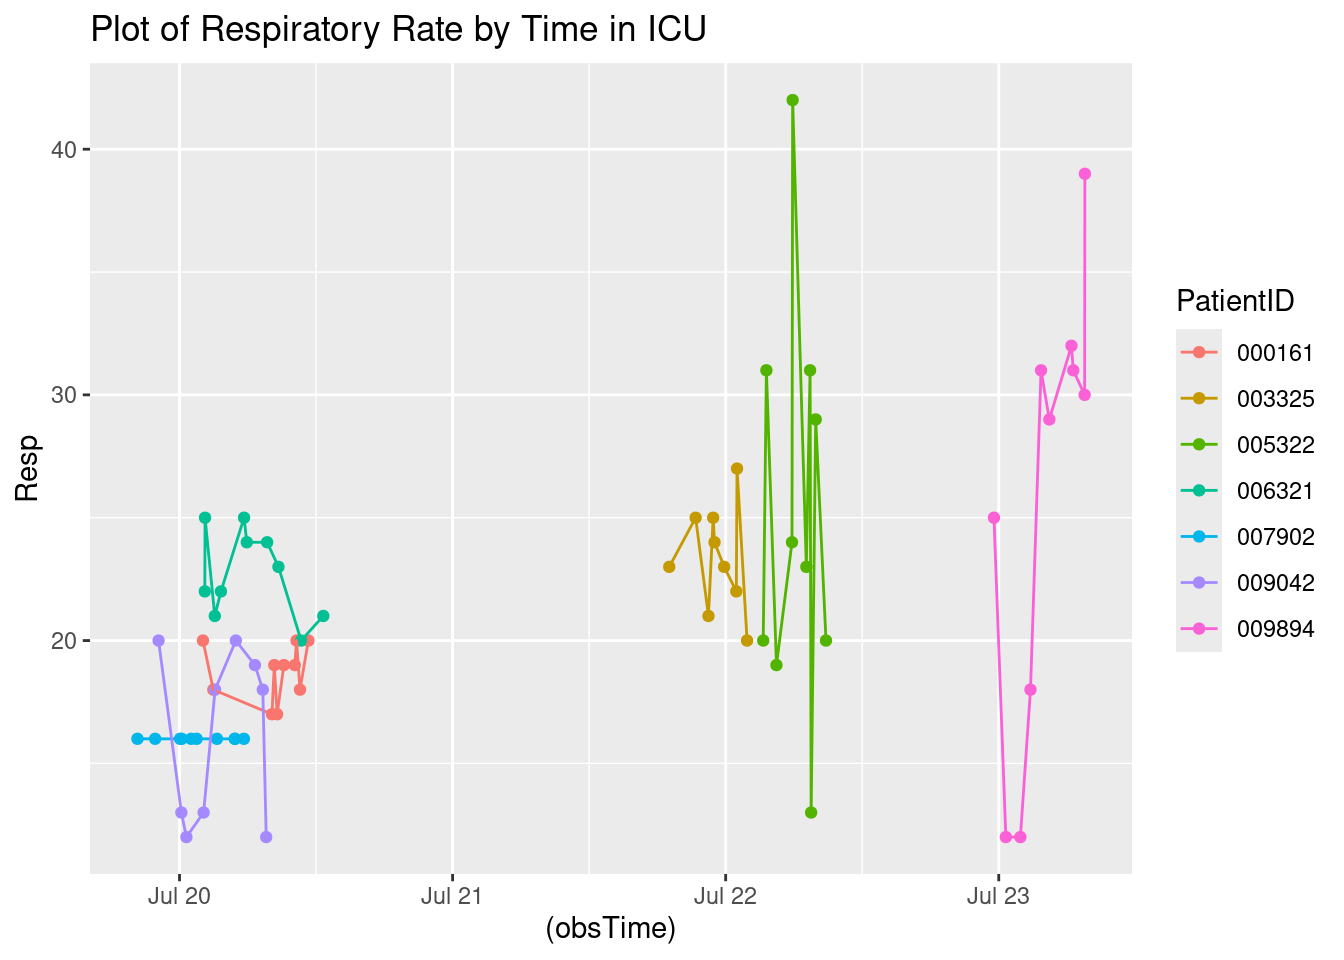 Plot of Respiratory Rate by Time in ICU
40
30
20
Resp
Jul 20
Jul 21
Jul 22
Jul 23
(obsTime)
PatientID
000161
003325
005322
006321
007902
009042
009894